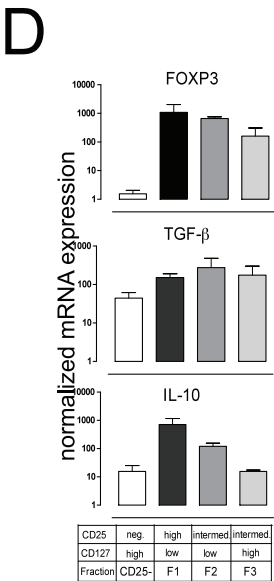 D
FOXP3
10000
1000
100
10
1
normalized mRNA expression
TGF-β
1000
100
10
1
IL-10
10000
1000
100
10
1
CD25 neg. high intermed. intermed.
CD127 high low low high
Fraction CD25- F1 F2 F3